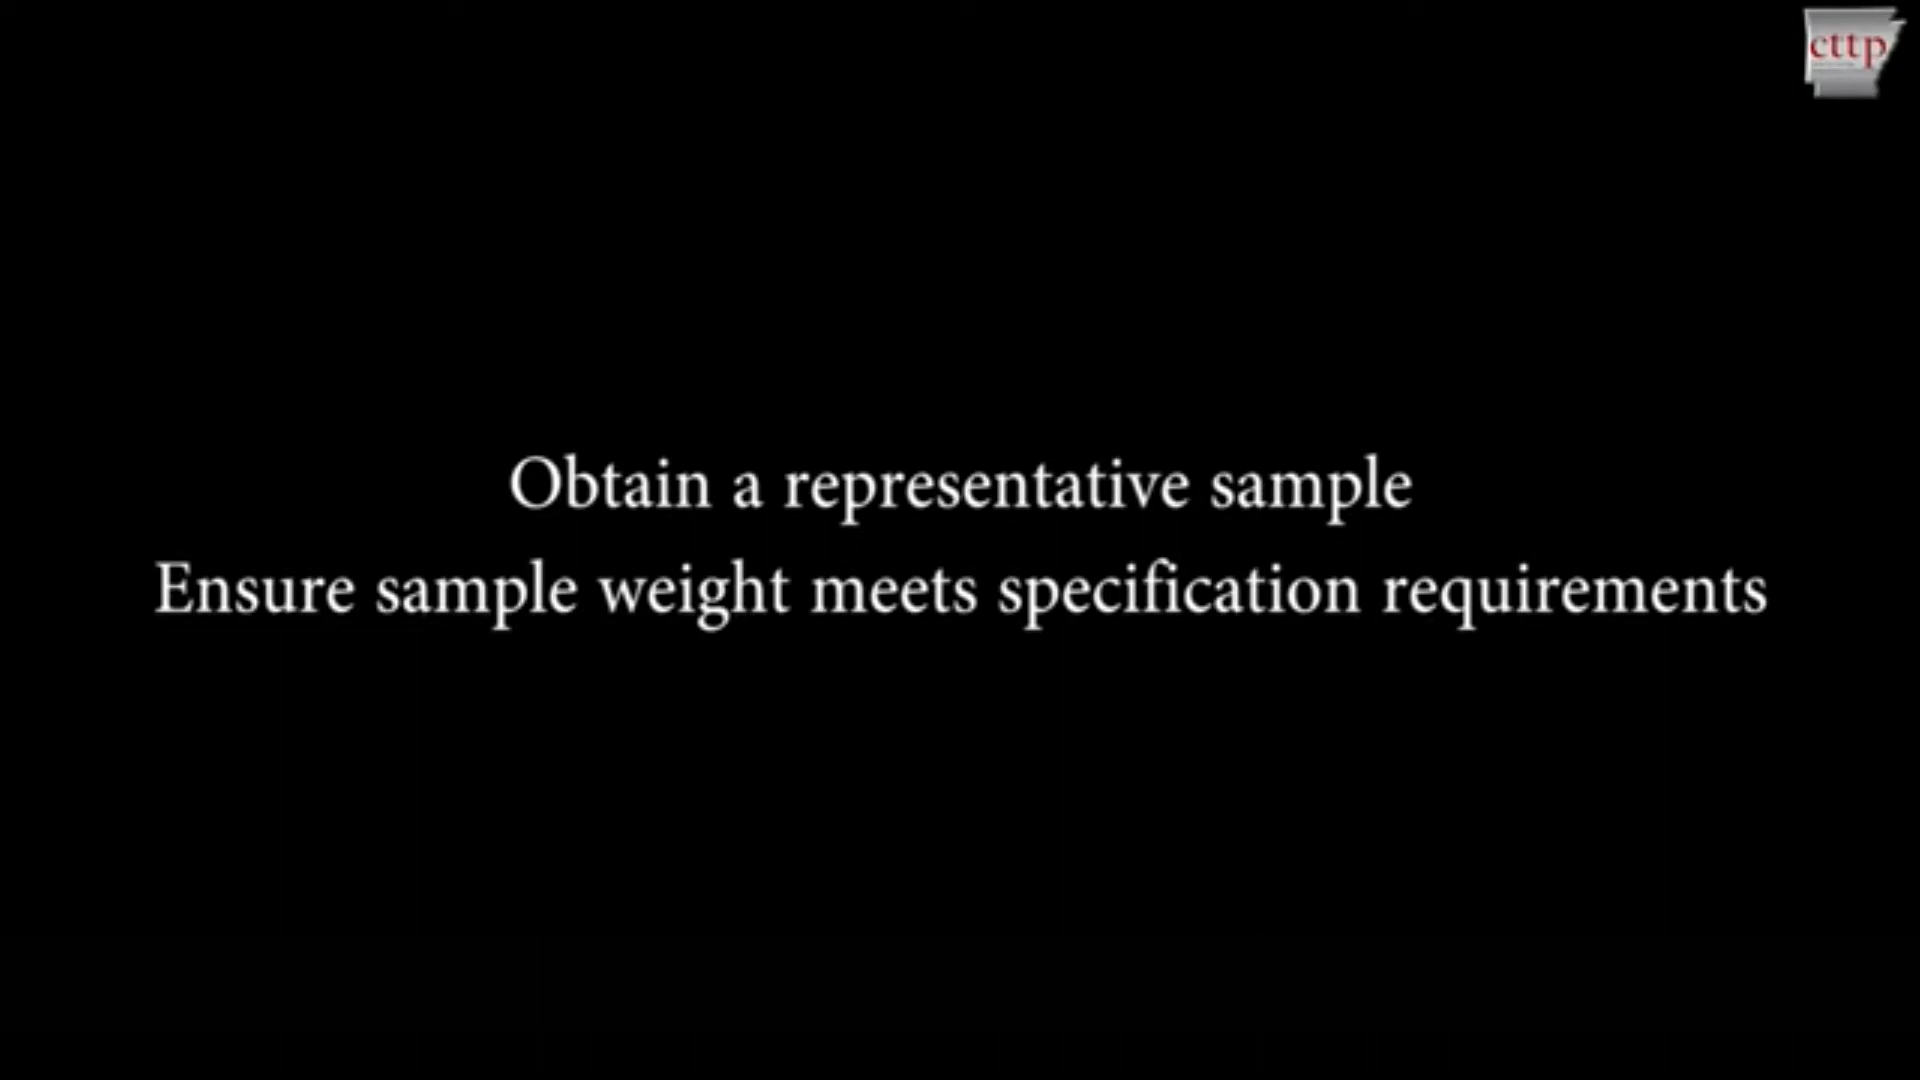 cttp
Obtain a representative sample
Ensure sample weight meets specification requirements